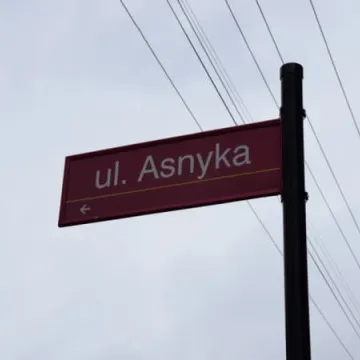 ul. Asnyka
←